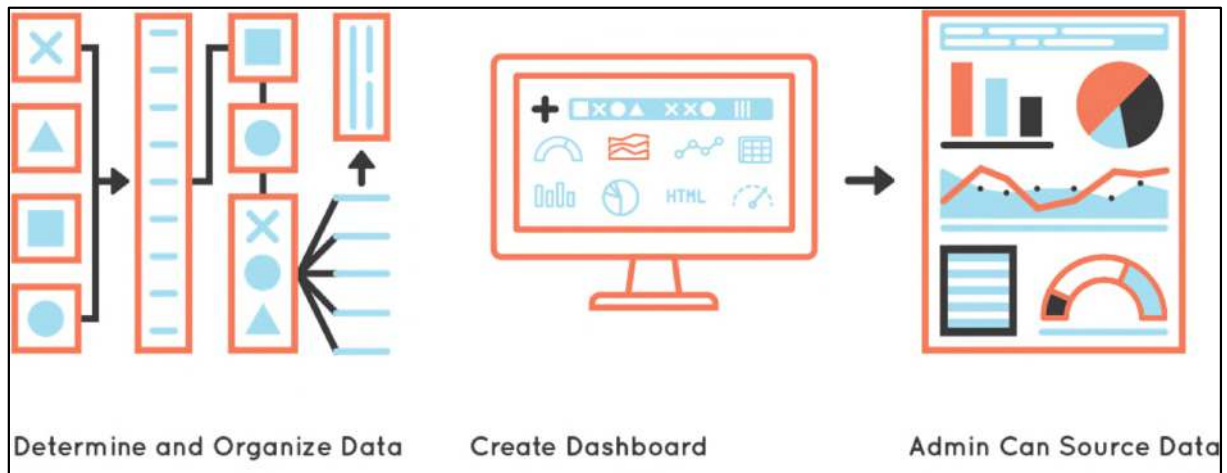 HTML
Determine and Organize Data
Create Dashboard
Admin Can Source Data